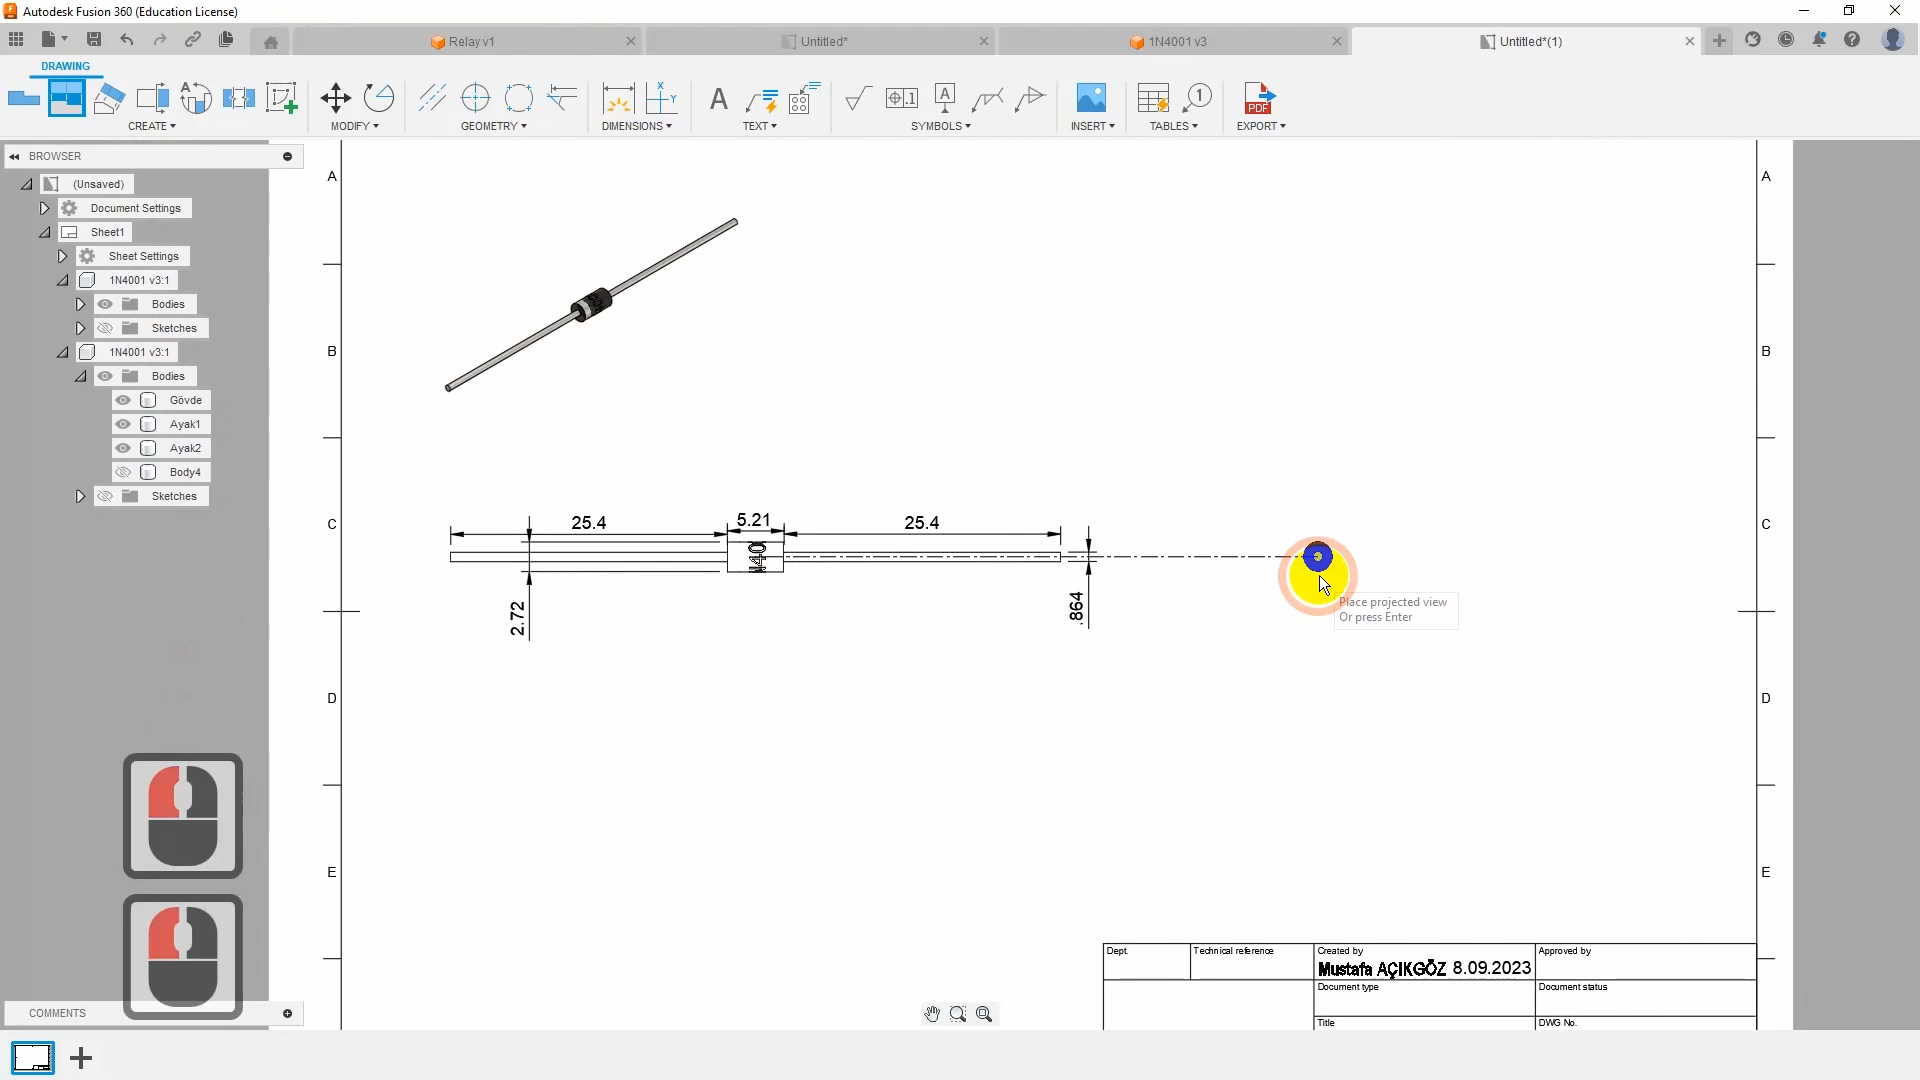 Autodesk Fusion 360 (Education License)
Relay v1
Untitled*
1N4001 v3
Untitled*(1)
DRAWING
CREATE
MODIFY
GEOMETRY
DIMENSIONS
TEXT
SYMBOLS
INSERT
TABLES
EXPORT
PDF
BROWSER
(Unsaved)
Document Settings
Sheet1
Sheet Settings
1N4001 v3:1
Bodies
Sketches
1N4001 v3:1
Bodies
Gövde
Ayak1
Ayak2
Body4
Sketches
A
A
B
B
C
C
D
D
E
E
25.4
5.21
25.4
2.72
.864
Place projected view
Or press Enter
Dept.
Technical reference
Created by
Approved by
Mustafa AÇIKGÖZ 8.09.2023
Document type
Document status
Title
DWG No.
COMMENTS